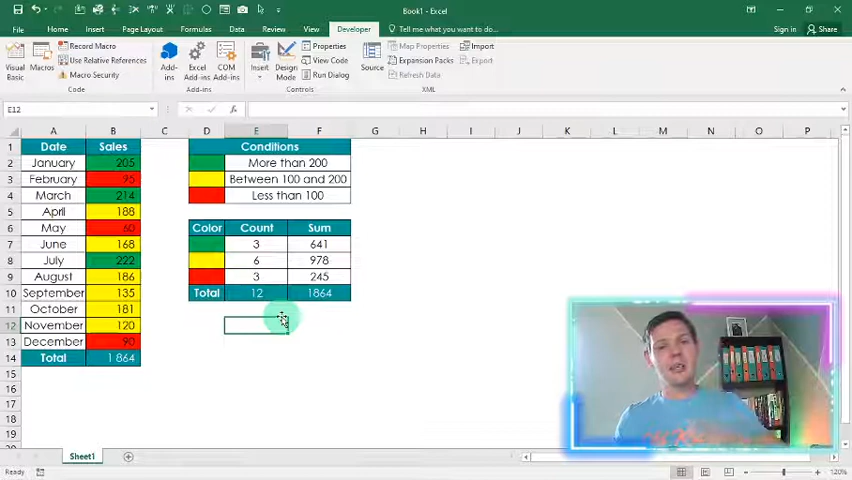 Book1 - Excel
Sign in
Share
File Home Insert Page Layout Formulas Data Review View Developer Tell me what you want to do...
Visual Basic
Macros
Record Macro
Use Relative References
Macro Security
Code
Add-ins
Excel Add-ins
COM Add-ins
Add-ins
Insert
Design Mode
Properties
View Code
Run Dialog
Controls
Source
Map Properties
Expansion Packs
Refresh Data
Import
Export
XML
E12
fx
A B C D E F G H I J K L M N O P
1 Date Sales Conditions
2 January 205 More than 200
3 February 95 Between 100 and 200
4 March 214 Less than 100
5 April 188
6 May 60 Color Count Sum
7 June 168 3 641
8 July 222 6 978
9 August 186 3 245
10 September 135 Total 12 1864
11 October 181
12 November 120
13 December 90
14 Total 1 864
15
16
17
18
19
Sheet1
Ready
120%